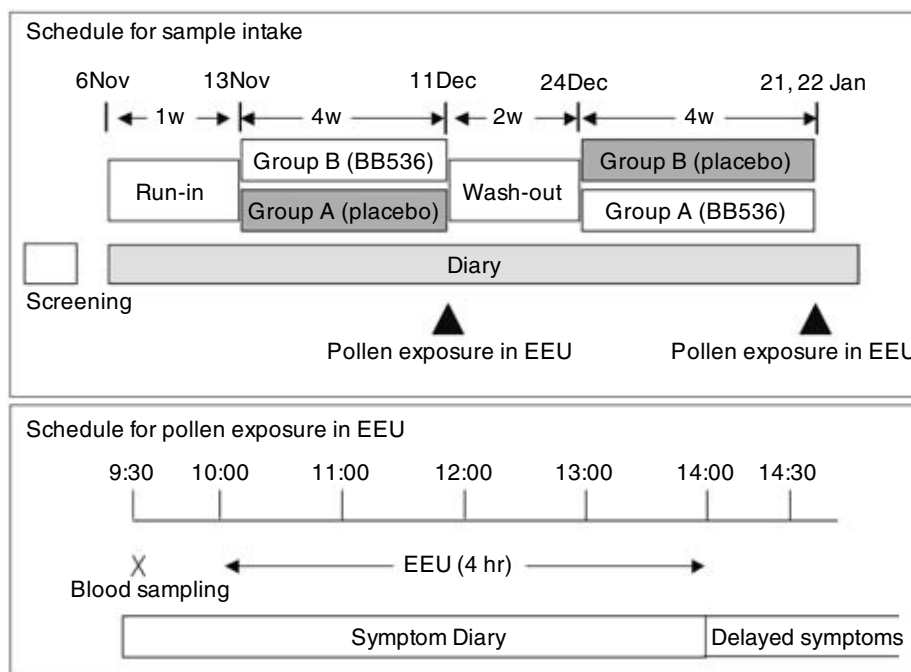 Schedule for sample intake
6Nov 13Nov 11Dec 24Dec 21, 22 Jan
1w 4w 2w 4w
Group B (BB536) Group B (placebo)
Run-in Wash-out
Group A (placebo) Group A (BB536)
Diary
Screening
Pollen exposure in EEU Pollen exposure in EEU
Schedule for pollen exposure in EEU
9:30 10:00 11:00 12:00 13:00 14:00 14:30
X EEU (4 hr)
Blood sampling
Symptom Diary Delayed symptoms